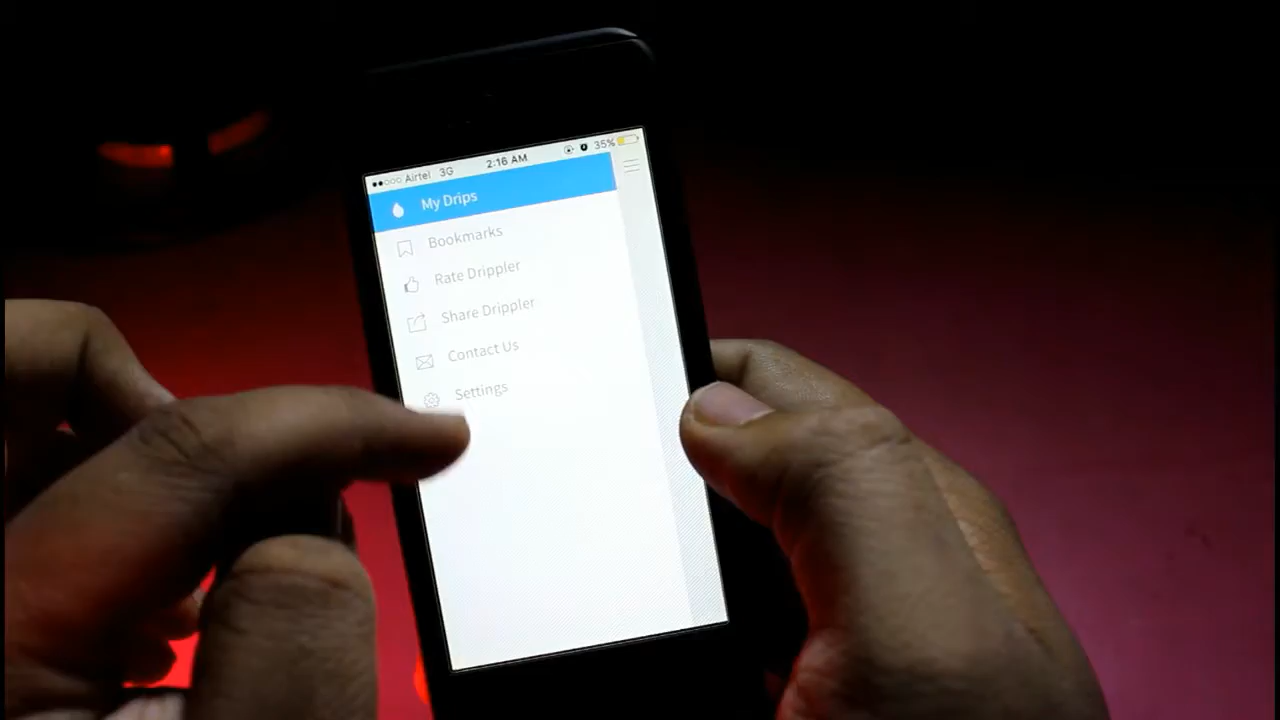 Airtel 3G 2:16 AM 35%
My Drips
Bookmarks
Rate Drippler
Share Drippler
Contact Us
Settings